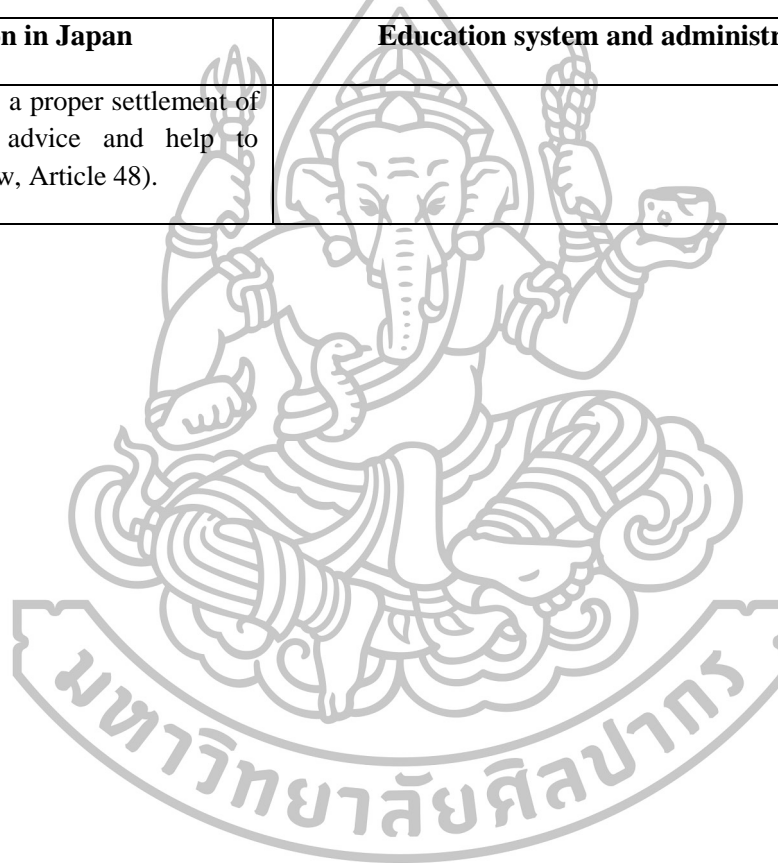 on in Japan
Education system and administr
a proper settlement of
advice and help to
w, Article 48).
มหาวิทยาลัยศิลปากร